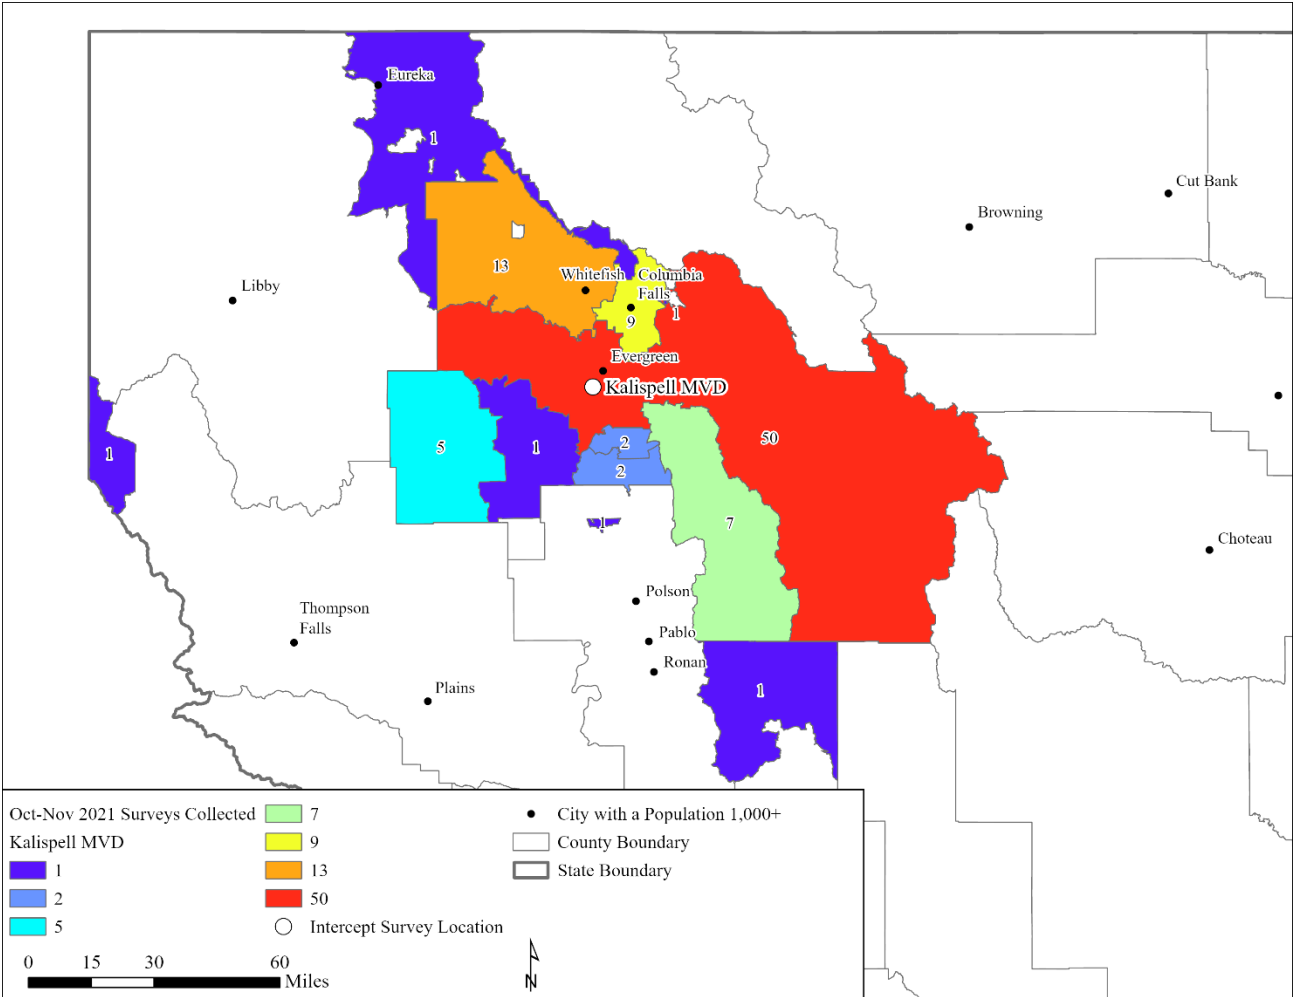 Eureka
1
Cut Bank
Browning
13
Whitefish
Columbia
Falls
Libby
9
1
Evergreen
Kalispell MVD
50
2
5
1
1
2
7
1
Choteau
Polson
Thompson
Falls
Pablo
Ronan
Plains
1
Oct-Nov 2021 Surveys Collected
Kalispell MVD
1
2
5
7
9
13
50
Intercept Survey Location
City with a Population 1,000+
County Boundary
State Boundary
0 15 30 60
Miles
N